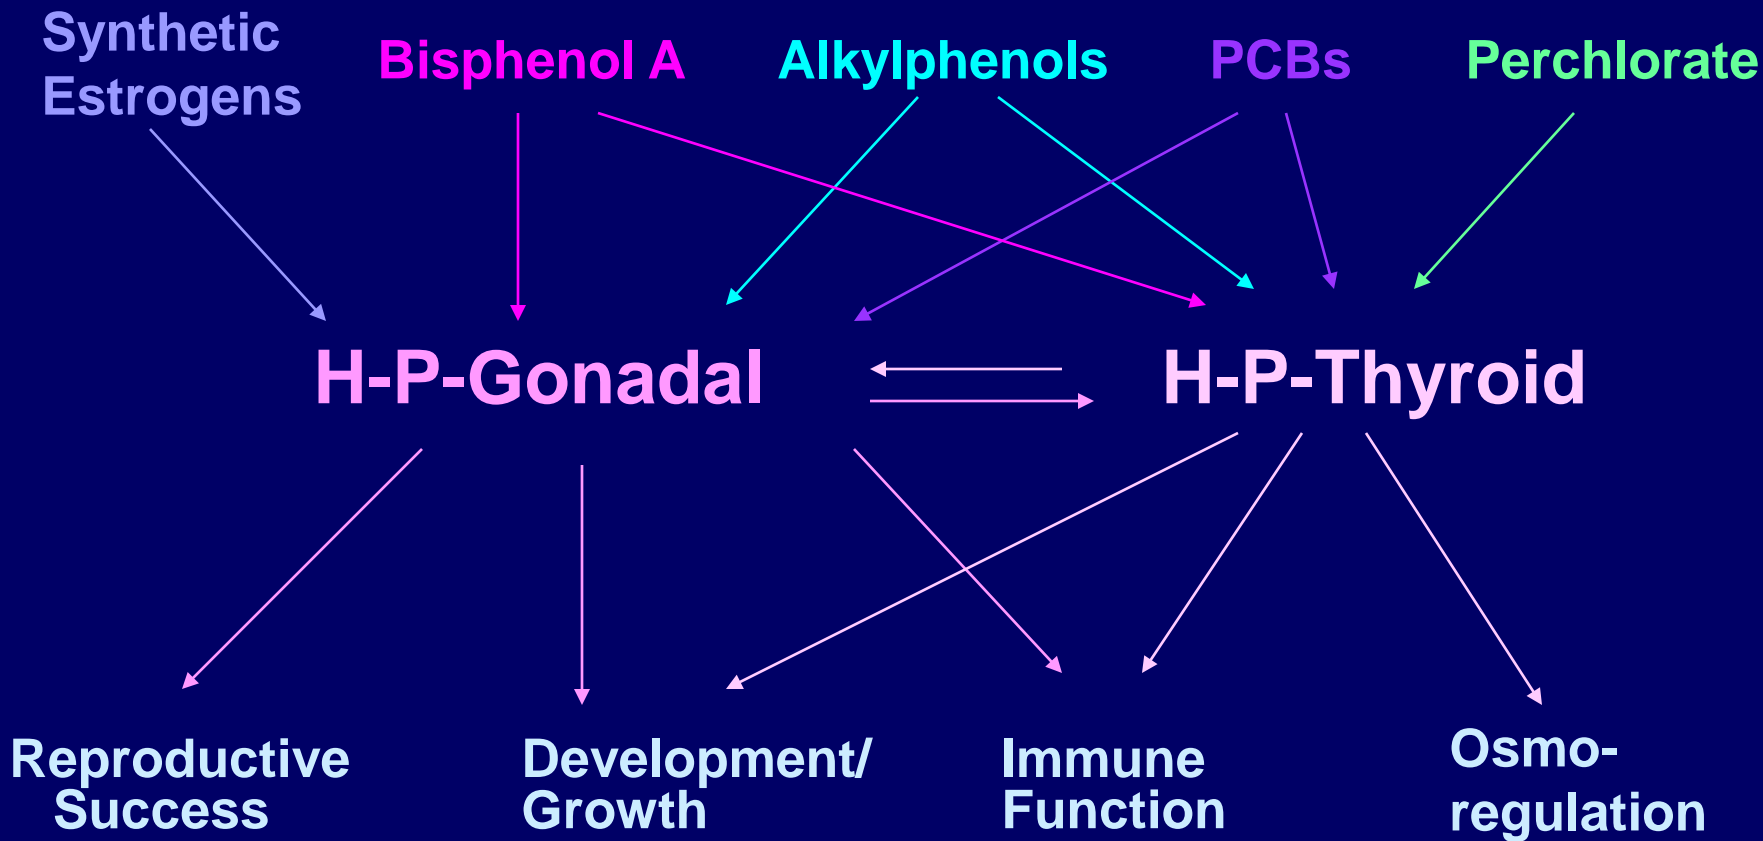 Synthetic
Estrogens
Bisphenol A
Alkylphenols
PCBs
Perchlorate
H-P-Gonadal
H-P-Thyroid
Reproductive
Success
Development/
Growth
Immune
Function
Osmo-
regulation